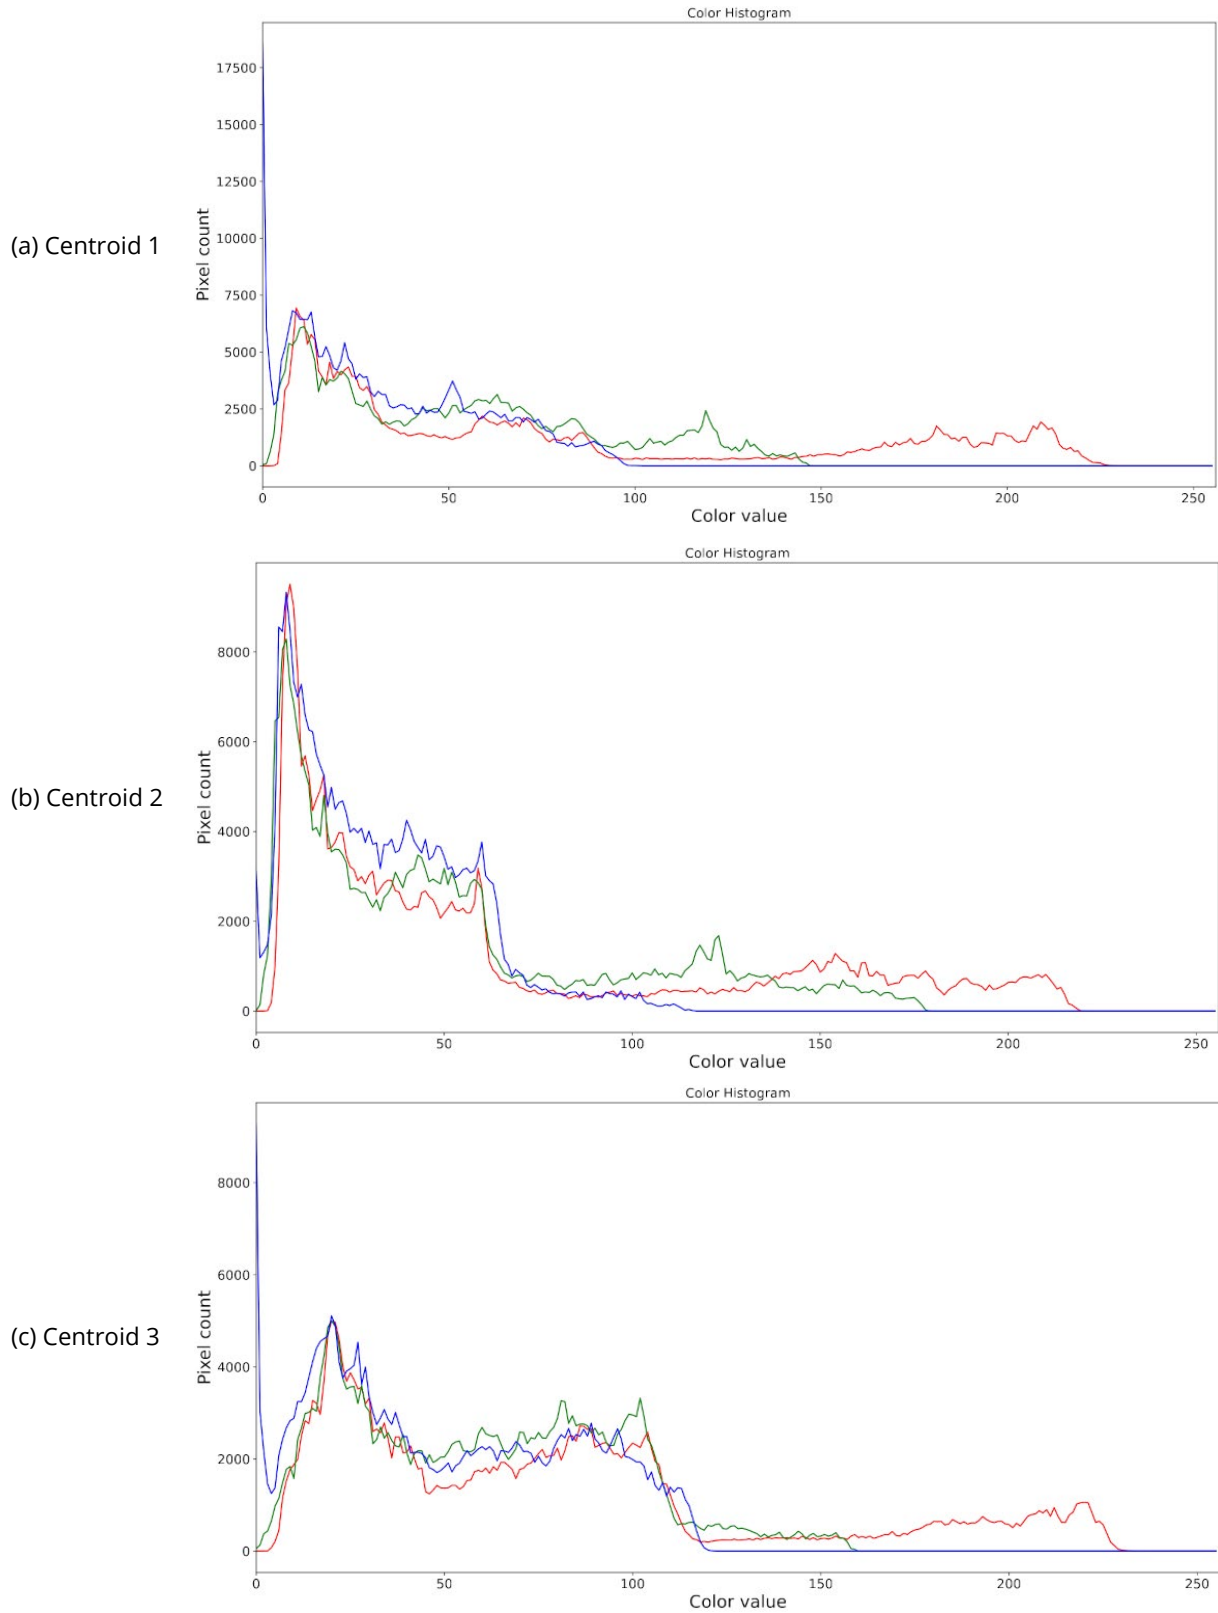 Color Histogram
17500
15000
12500
10000
7500
5000
2500
0
Pixel count
(a) Centroid 1
0 50 100 150 200 250
Color value
Color Histogram
8000
6000
4000
2000
0
Pixel count
(b) Centroid 2
0 50 100 150 200 250
Color value
Color Histogram
8000
6000
4000
2000
0
Pixel count
(c) Centroid 3
0 50 100 150 200 250
Color value